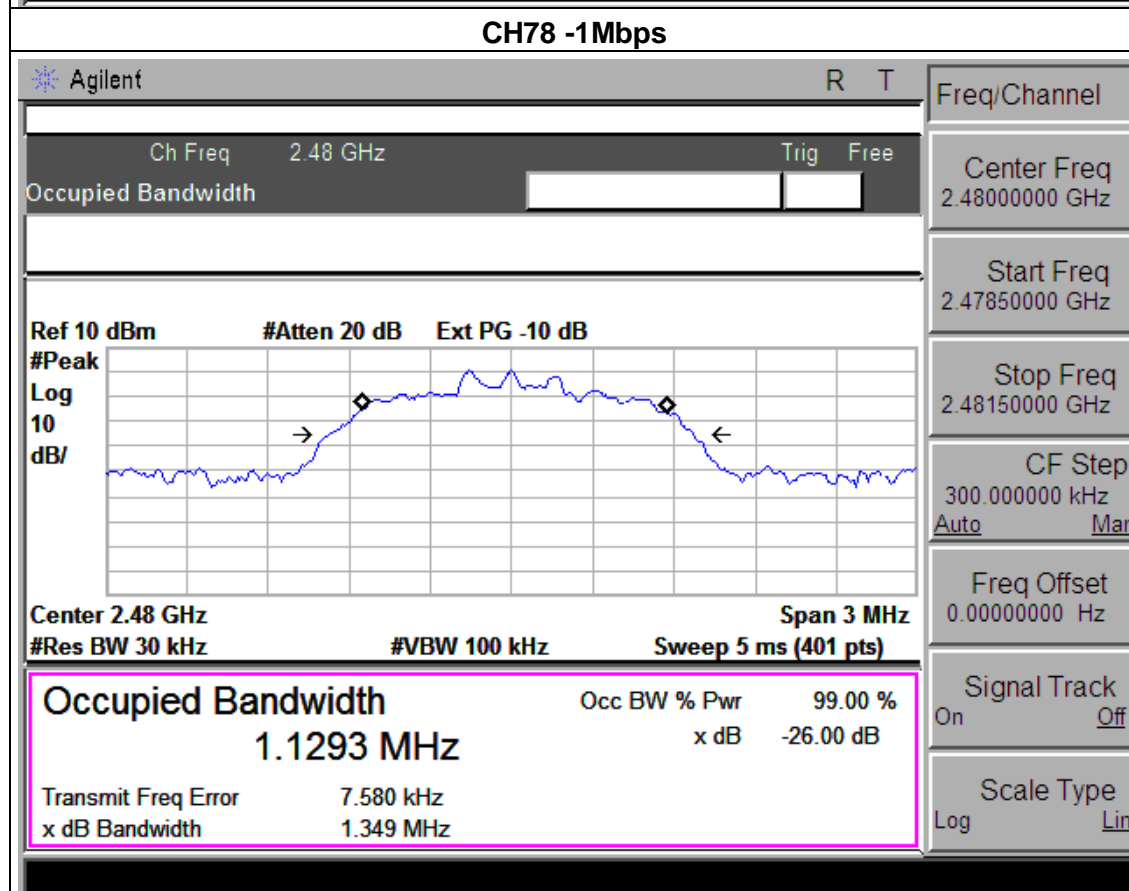 CH78 -1Mbps
Agilent R T
Freq/Channel
Ch Freq 2.48 GHz Trig Free
Occupied Bandwidth
Center Freq
2.48000000 GHz
Start Freq
2.47850000 GHz
Stop Freq
2.48150000 GHz
CF Step
300.000000 kHz
Auto Man
Freq Offset
0.00000000 Hz
Signal Track
On Off
Scale Type
Log Lin
Ref 10 dBm #Atten 20 dB Ext PG -10 dB
#Peak
Log
10
dB/
Center 2.48 GHz Span 3 MHz
#Res BW 30 kHz #VBW 100 kHz Sweep 5 ms (401 pts)
Occupied Bandwidth Occ BW % Pwr 99.00 %
1.1293 MHz x dB -26.00 dB
Transmit Freq Error 7.580 kHz
x dB Bandwidth 1.349 MHz